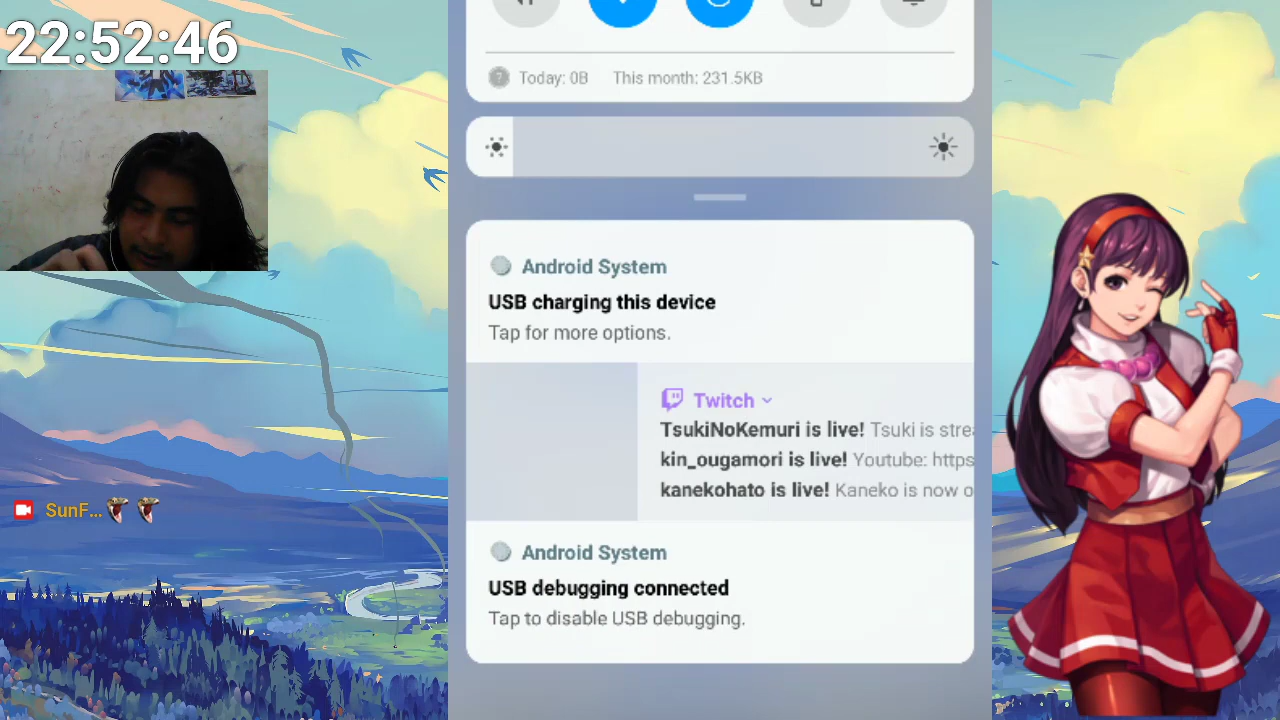 22:52:46
Today: 0B This month: 231.5KB
Android System
USB charging this device
Tap for more options.
Twitch
TsukiNoKemuri is live! Tsuki is strea
kin_ougamori is live! Youtube: https
kanekohato is live! Kaneko is now o
SunF...
Android System
USB debugging connected
Tap to disable USB debugging.